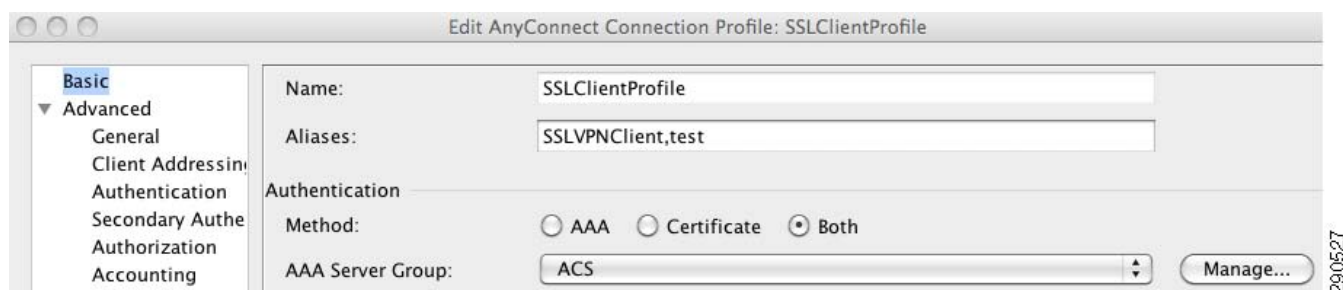 Edit AnyConnect Connection Profile: SSLClientProfile
Basic
Advanced
General
Client Addressin
Authentication
Secondary Authe
Authorization
Accounting
Name:
SSLClientProfile
Aliases:
SSLVPNClient,test
Authentication
Method:
AAA
Certificate
Both
AAA Server Group:
ACS
Manage...
290527